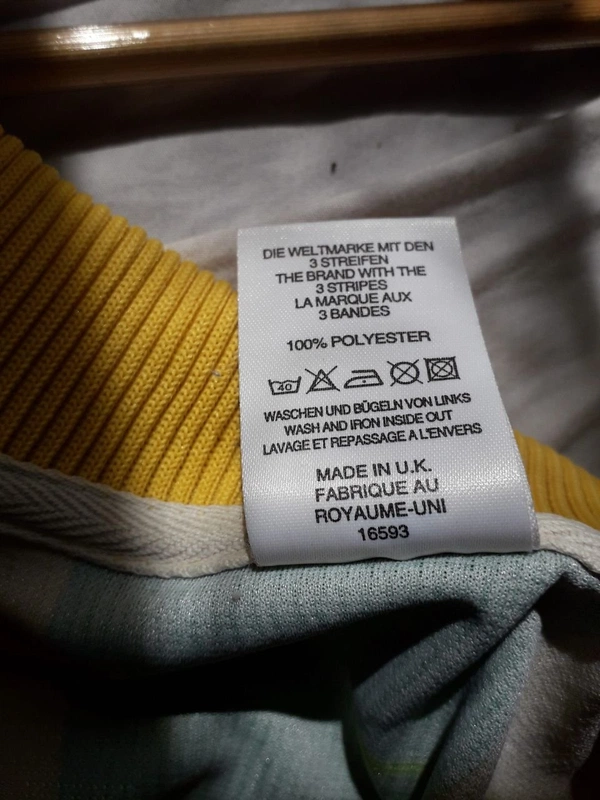 DIE WELTMARKE MIT DEN
3 STREIFEN
THE BRAND WITH THE
3 STRIPES
LA MARQUE AUX
3 BANDES
100% POLYESTER
40
WASCHEN UND BÜGELN VON LINKS
WASH AND IRON INSIDE OUT
LAVAGE ET REPASSAGE A L'ENVERS
MADE IN U.K.
FABRIQUE AU
ROYAUME-UNI
16593